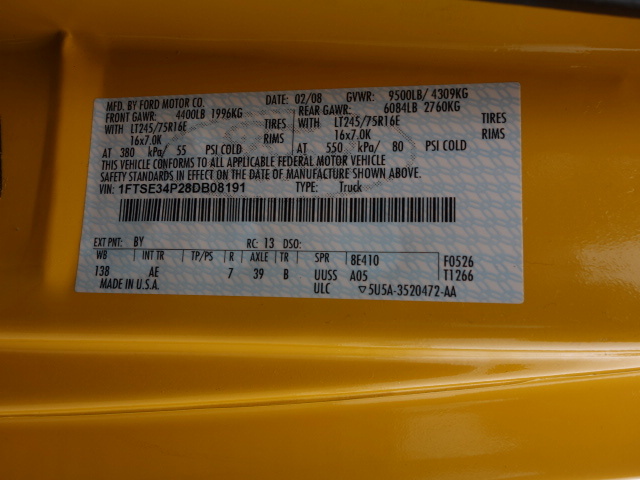 MFD. BY FORD MOTOR CO.
DATE: 02/08 GVWR: 9500LB/ 4309KG
FRONT GAWR: 4400LB 1996KG
REAR GAWR: 6084LB 2760KG
WITH LT245/75R16E TIRES
WITH LT245/75R16E TIRES
16x7.0K RIMS
16x7.0K RIMS
AT 380 kPa/ 55 PSI COLD
AT 550 kPa/ 80 PSI COLD
THIS VEHICLE CONFORMS TO ALL APPLICABLE FEDERAL MOTOR VEHICLE
SAFETY STANDARDS IN EFFECT ON THE DATE OF MANUFACTURE SHOWN ABOVE.
VIN: 1FTSE34P28DB08191 TYPE: Truck
EXT PNT: BY RC: 13 DSO:
WB INT TR TP/PS R AXLE TR SPR 8E410 F0526
138 AE 7 39 B UUSS A05 T1266
MADE IN U.S.A. ULC ▽5U5A-3520472-AA